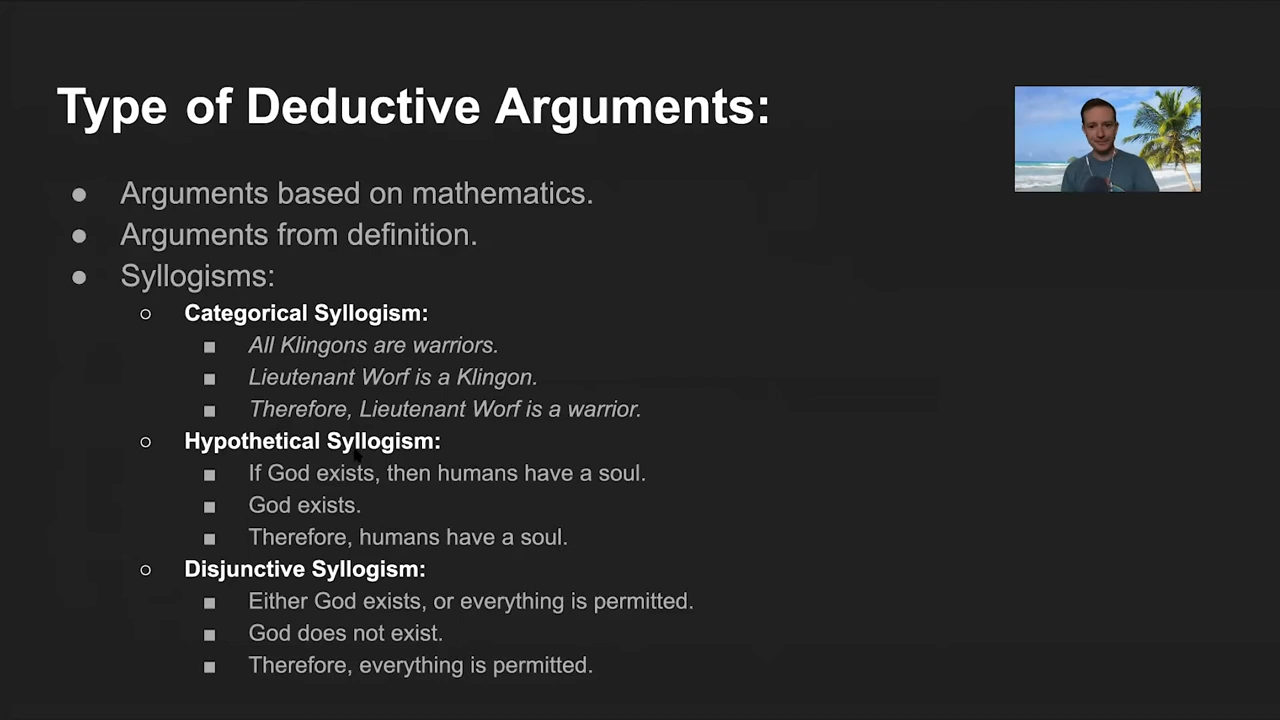 Type of Deductive Arguments:
● Arguments based on mathematics.
● Arguments from definition.
● Syllogisms:
○ Categorical Syllogism:
■ All Klingons are warriors.
■ Lieutenant Worf is a Klingon.
■ Therefore, Lieutenant Worf is a warrior.
○ Hypothetical Syllogism:
■ If God exists, then humans have a soul.
■ God exists.
■ Therefore, humans have a soul.
○ Disjunctive Syllogism:
■ Either God exists, or everything is permitted.
■ God does not exist.
■ Therefore, everything is permitted.